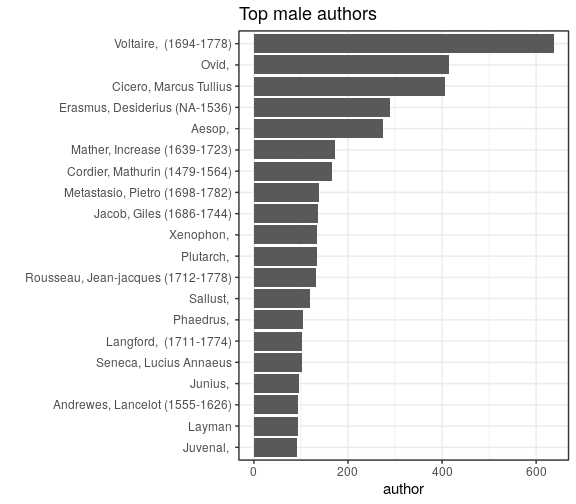 Top male authors
Voltaire,  (1694-1778)
Ovid,
Cicero, Marcus Tullius
Erasmus, Desiderius (NA-1536)
Aesop,
Mather, Increase (1639-1723)
Cordier, Mathurin (1479-1564)
Metastasio, Pietro (1698-1782)
Jacob, Giles (1686-1744)
Xenophon,
Plutarch,
Rousseau, Jean-jacques (1712-1778)
Sallust,
Phaedrus,
Langford,  (1711-1774)
Seneca, Lucius Annaeus
Junius,
Andrewes, Lancelot (1555-1626)
Layman
Juvenal,
0 200 400 600
author